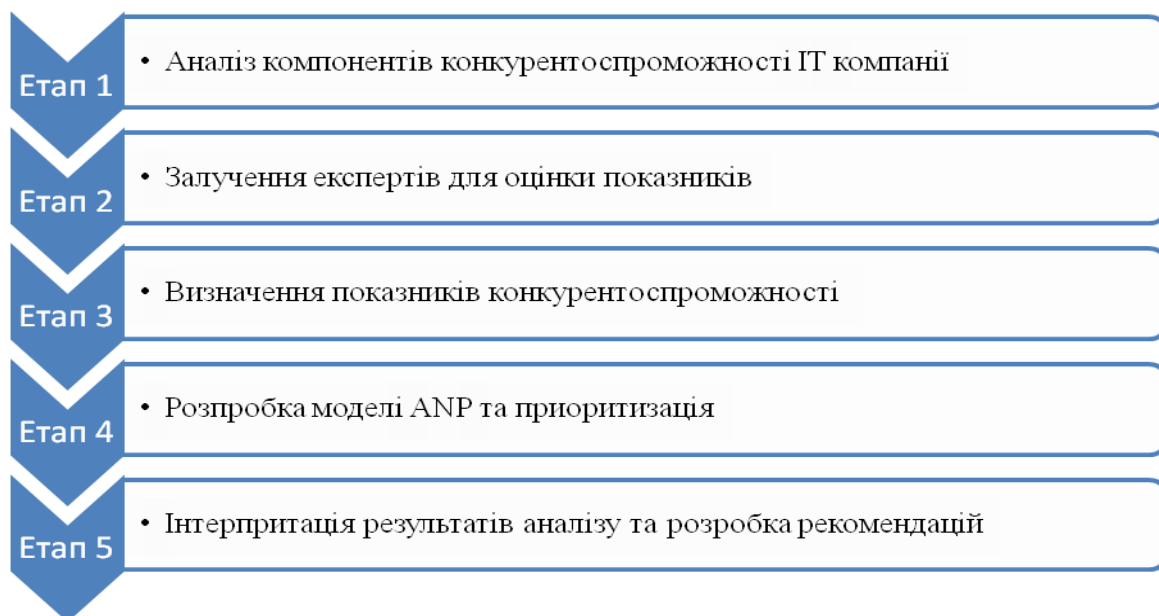 Етап 1
• Аналіз компонентів конкурентоспроможності ІТ компанії
Етап 2
• Залучення експертів для оцінки показників
Етап 3
• Визначення показників конкурентоспроможності
Етап 4
• Розпробка моделі ANP та приоритизація
Етап 5
• Інтерпритація результатів аналізу та розробка рекомендацій